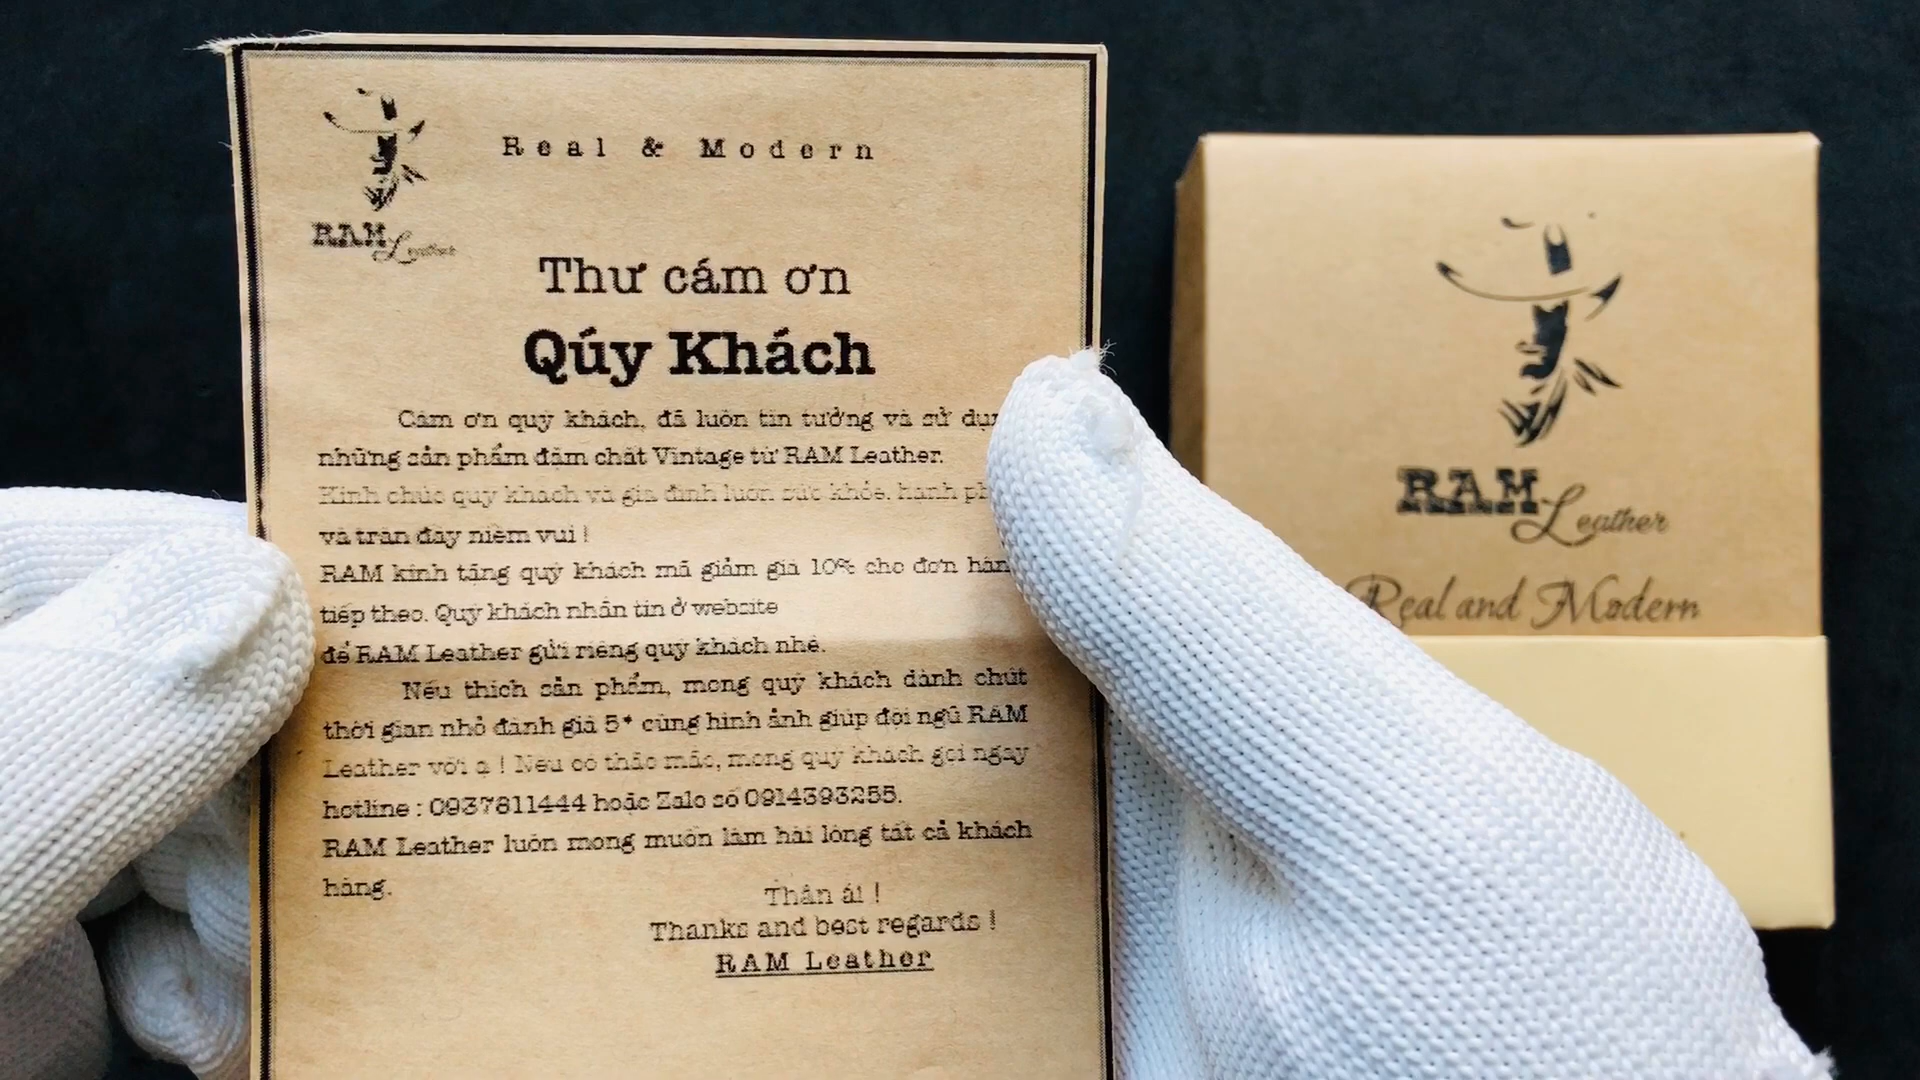 Real & Modern
RAM Leather
Thư cám ơn
Qúy Khách
Cám ơn quý khách, đã luôn tin tưởng và sử
những sản phẩm đậm chất Vintage từ RAM Leather.
Kính chúc quý khách và gia đình luôn sức khỏe, hạnh
và tràn đầy niềm vui !
RAM kính tặng quý khách mã giảm giá 10% cho đơn
tiếp theo. Quý khách nhắn tin ở website
để RAM Leather gửi riêng quý khách nhé.
Nếu thích sản phẩm, mong quý khách dành chút
thời gian nhỏ đánh giá 5* cùng hình ảnh giúp đội ngũ RAM
Leather với ạ ! Nếu có thắc mắc, mong quý khách gọi ngay
hotline : 0937811444 hoặc Zalo số 0914393255.
RAM Leather luôn mong muốn làm hài lòng tất cả khách
hàng.
Thân ái !
Thanks and best regards !
RAM Leather
RAM Leather
Real and Modern